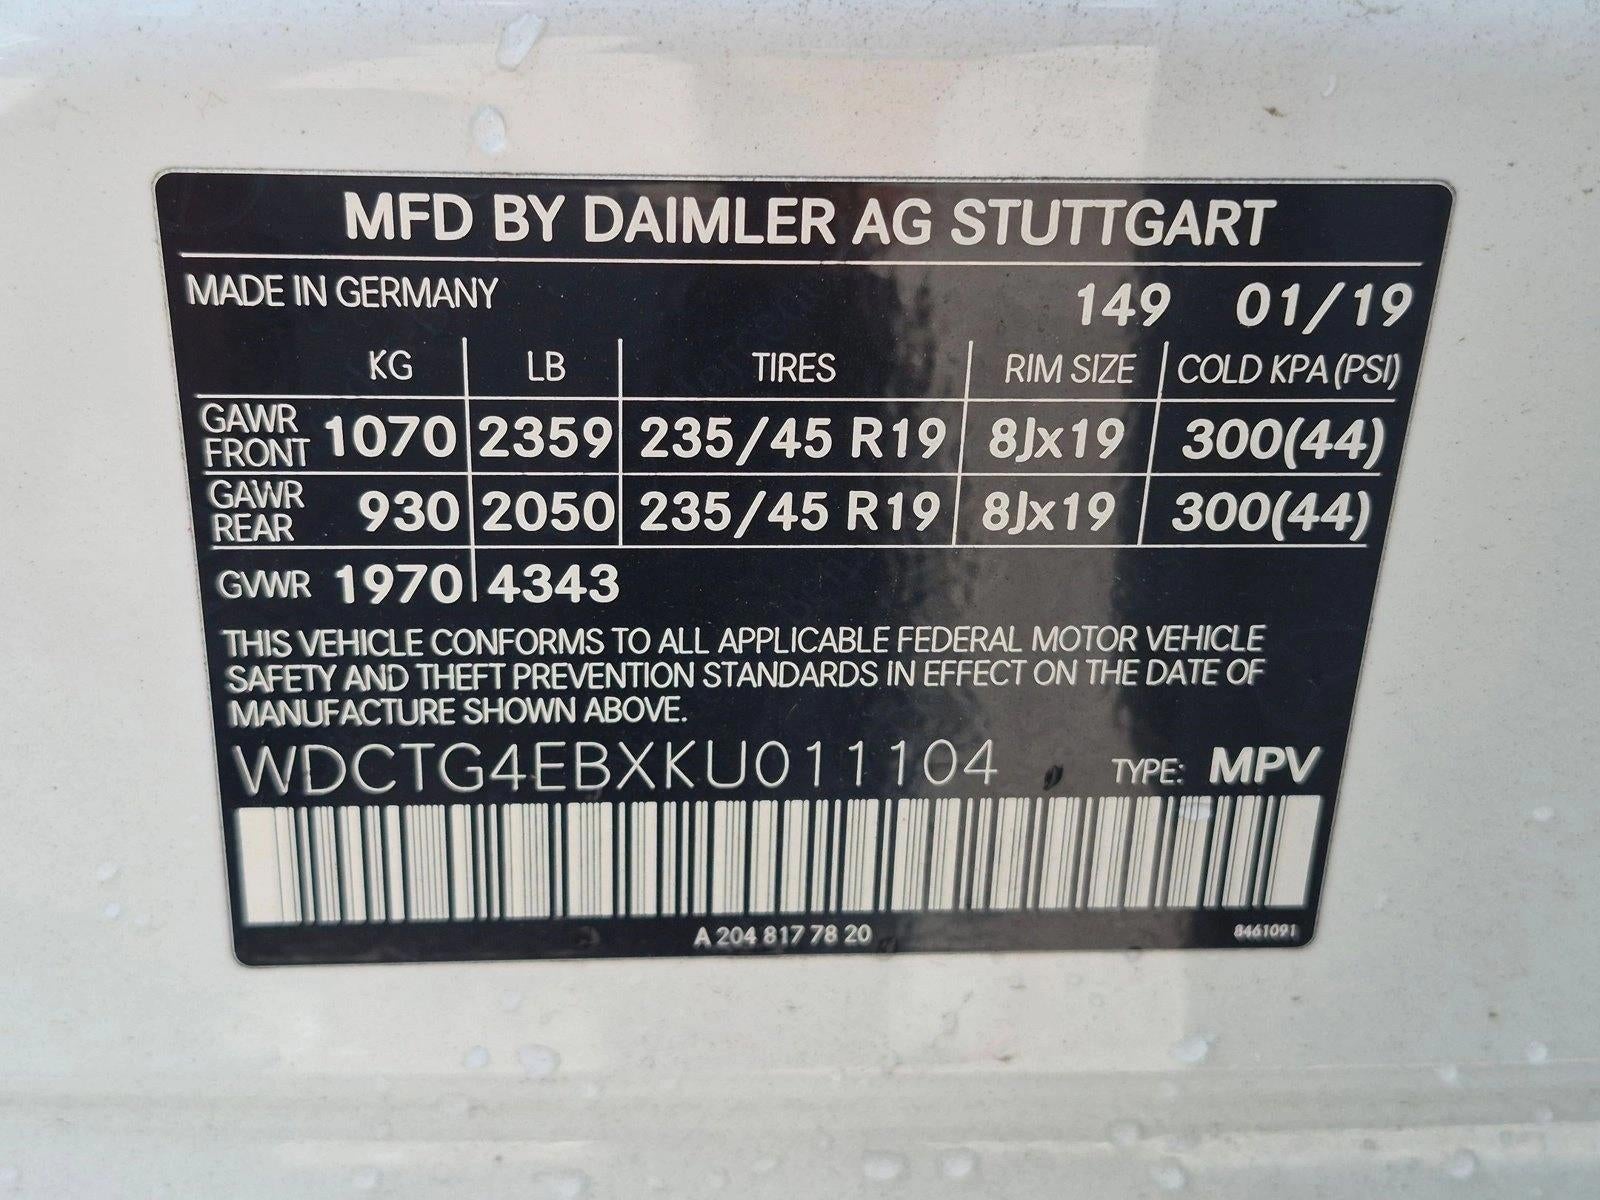 MFD BY DAIMLER AG STUTTGART
MADE IN GERMANY 149 01/19
KG LB TIRES RIM SIZE COLD KPA (PSI)
GAWR FRONT 1070 2359 235/45 R19 8Jx19 300(44)
GAWR REAR 930 2050 235/45 R19 8Jx19 300(44)
GVWR 1970 4343
THIS VEHICLE CONFORMS TO ALL APPLICABLE FEDERAL MOTOR VEHICLE
SAFETY AND THEFT PREVENTION STANDARDS IN EFFECT ON THE DATE OF
MANUFACTURE SHOWN ABOVE.
WDCTG4EBXKU011104 TYPE: MPV
A 204 817 78 20 8461091